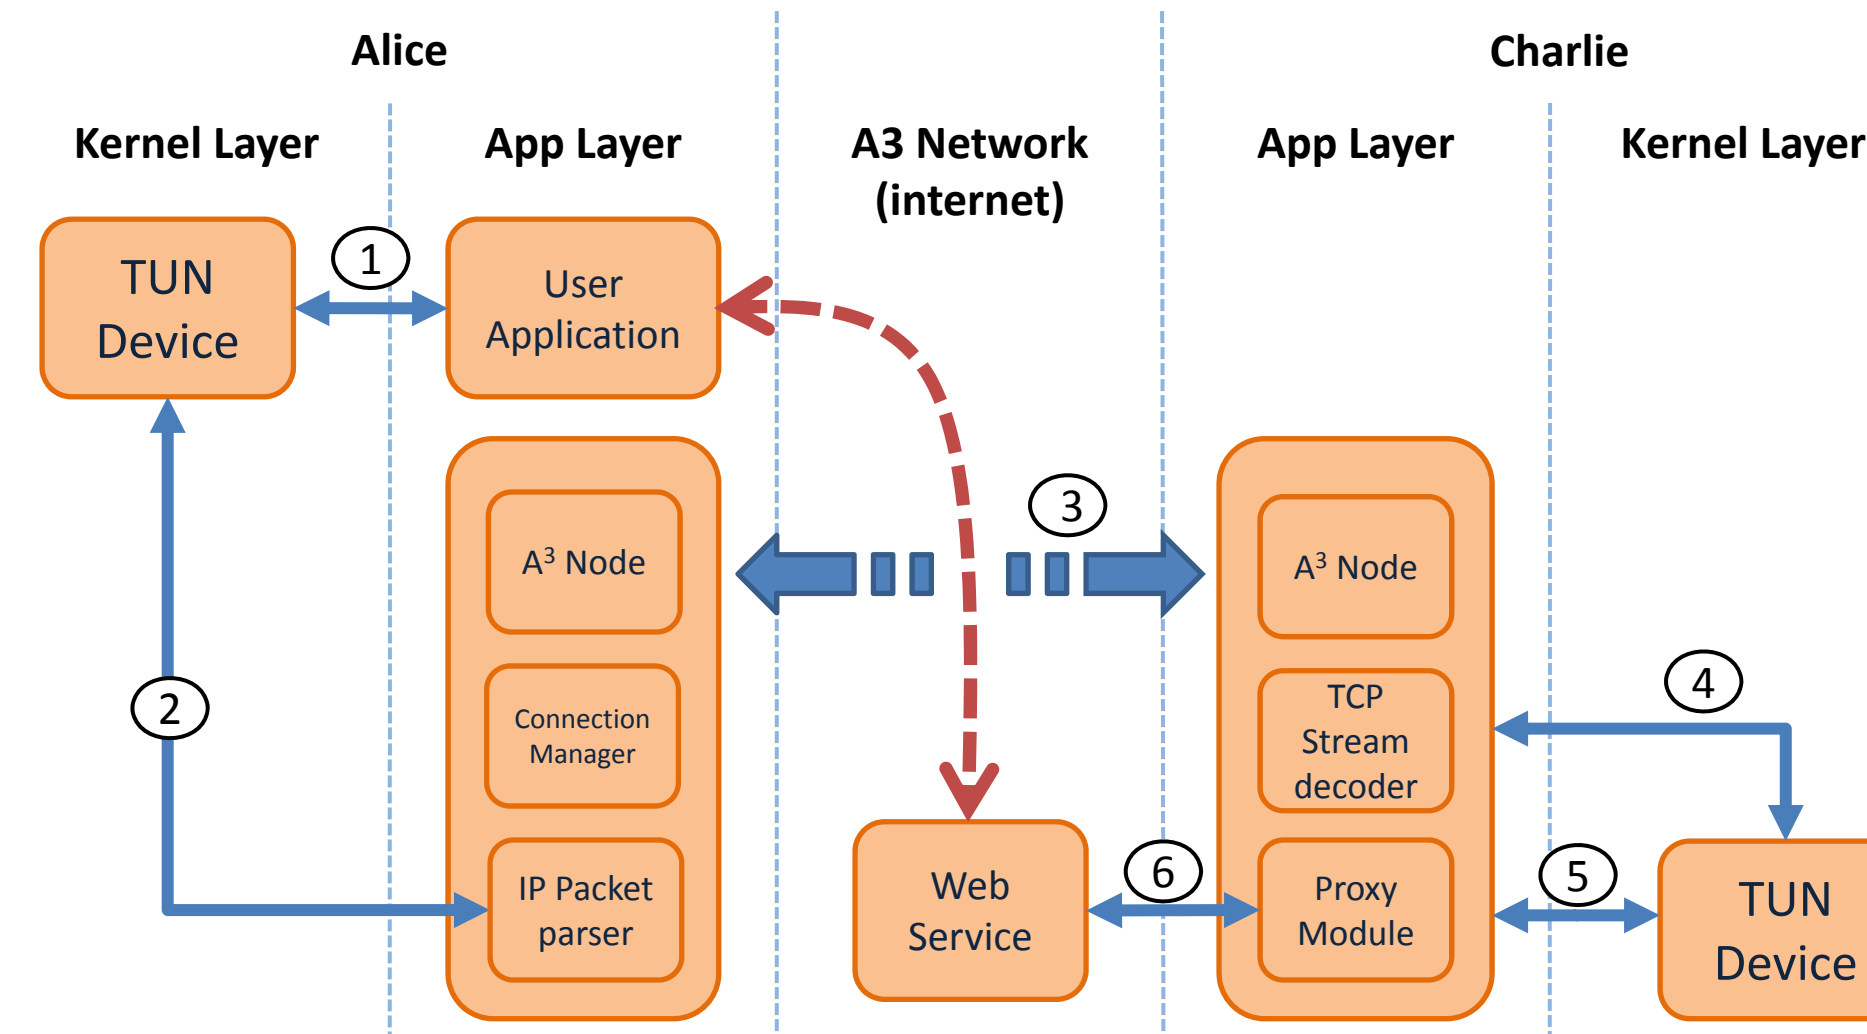 Alice
Charlie
Kernel Layer
App Layer
A3 Network
(internet)
App Layer
Kernel Layer
TUN
Device
1
User
Application
3
A³ Node
A³ Node
2
Connection
Manager
TCP
Stream
decoder
4
IP Packet
parser
Web
Service
6
Proxy
Module
5
TUN
Device